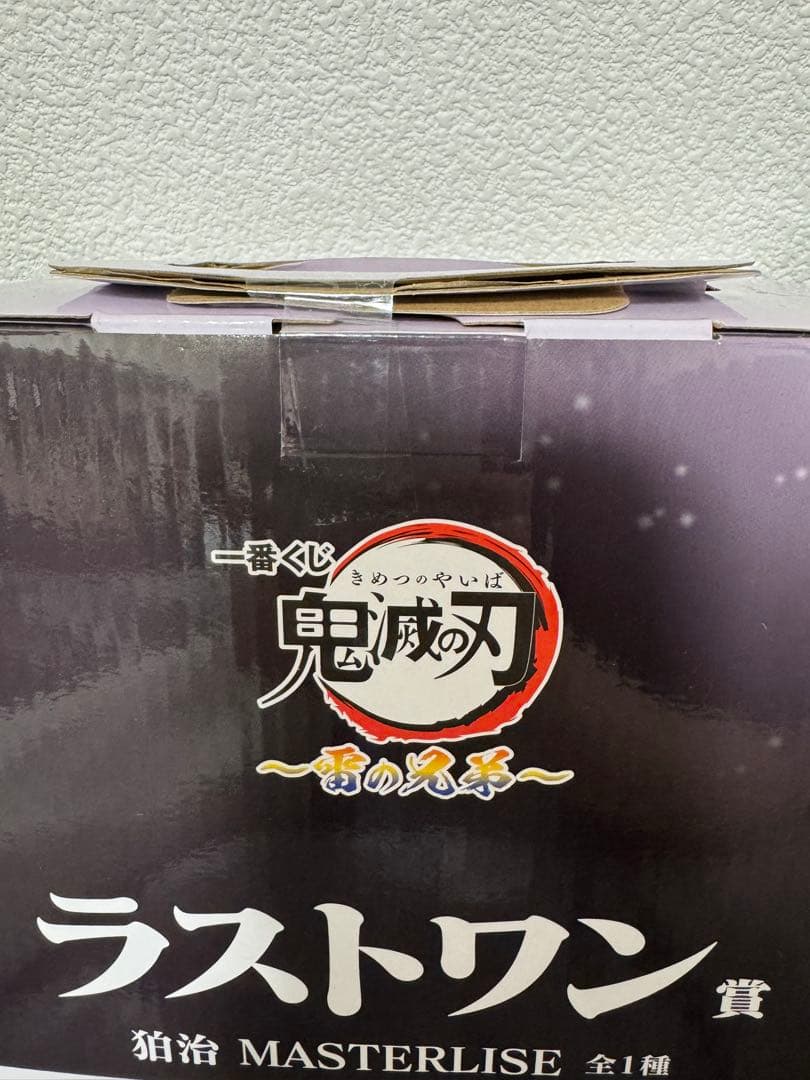 一番くじ
きめつのやいば
鬼滅の刃
〜雷の兄弟〜
ラストワン賞
狛治 MASTERLISE 全1種